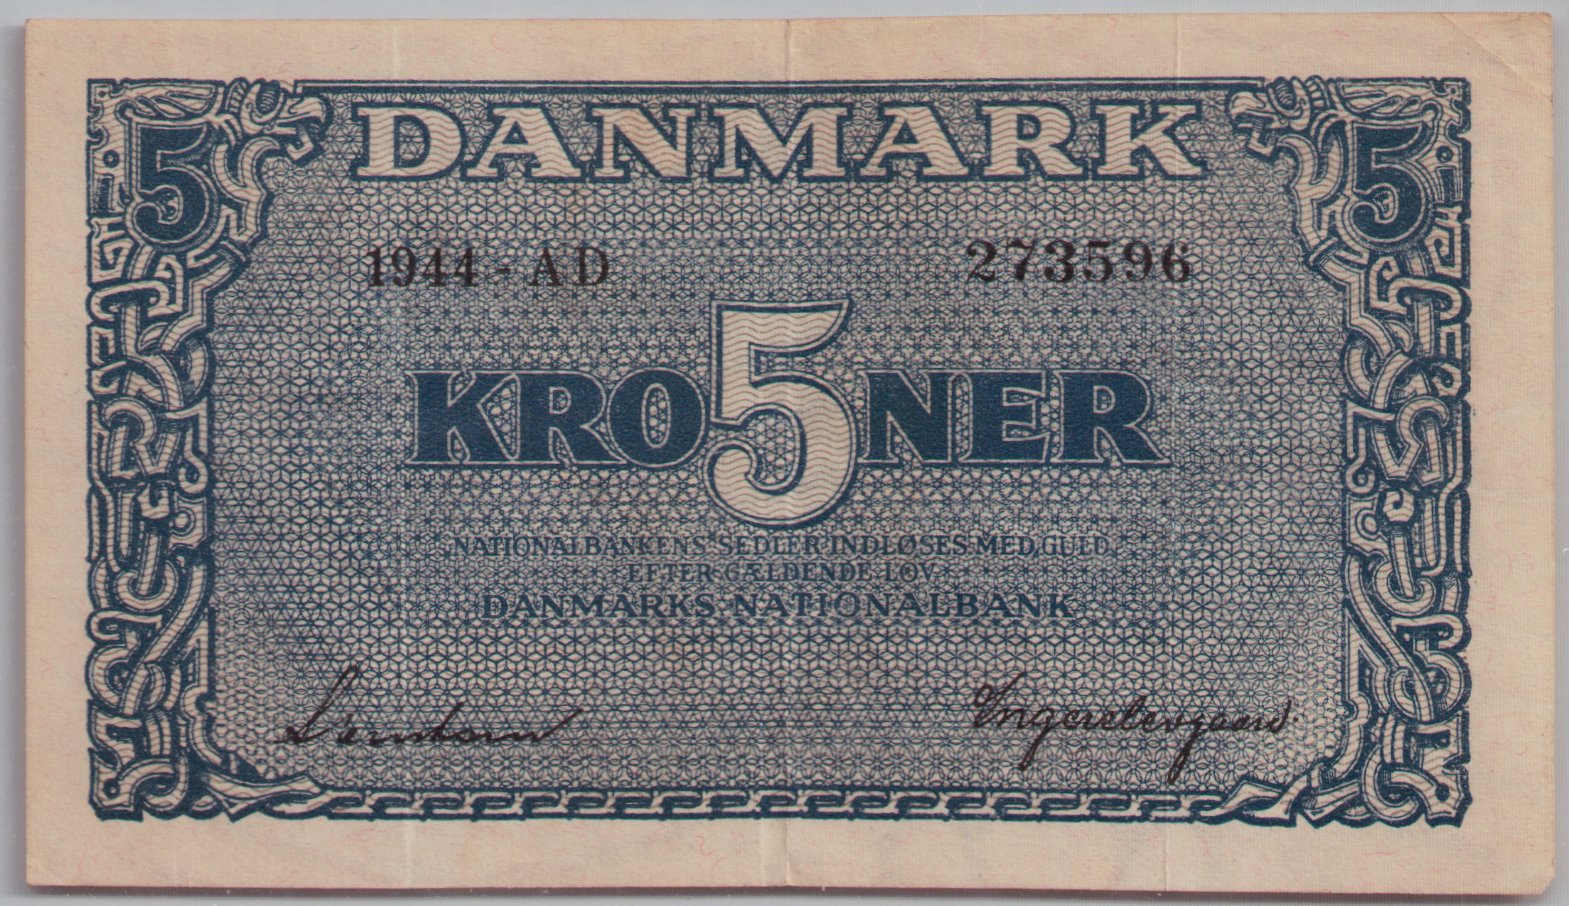 5 DANMARK 5
1944 - AD 273596
KRO5NER
NATIONALBANKENS SEDLER INDLØSES MED GULD
EFTER GÆLDENDE LOV
DANMARKS NATIONALBANK